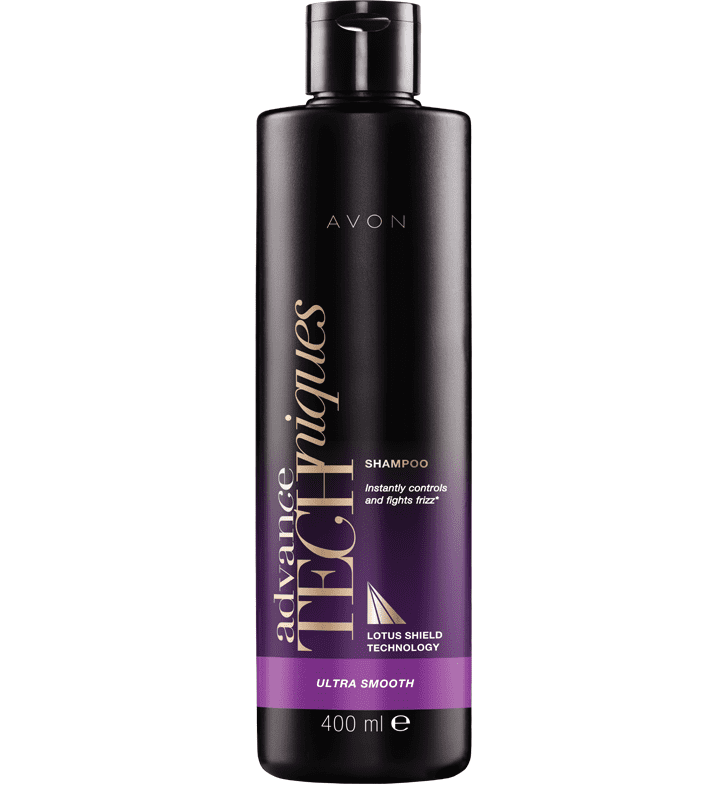 AVON
advance
TECHniques
SHAMPOO
Instantly controls
and fights frizz*
LOTUS SHIELD
TECHNOLOGY
ULTRA SMOOTH
400 ml ℮